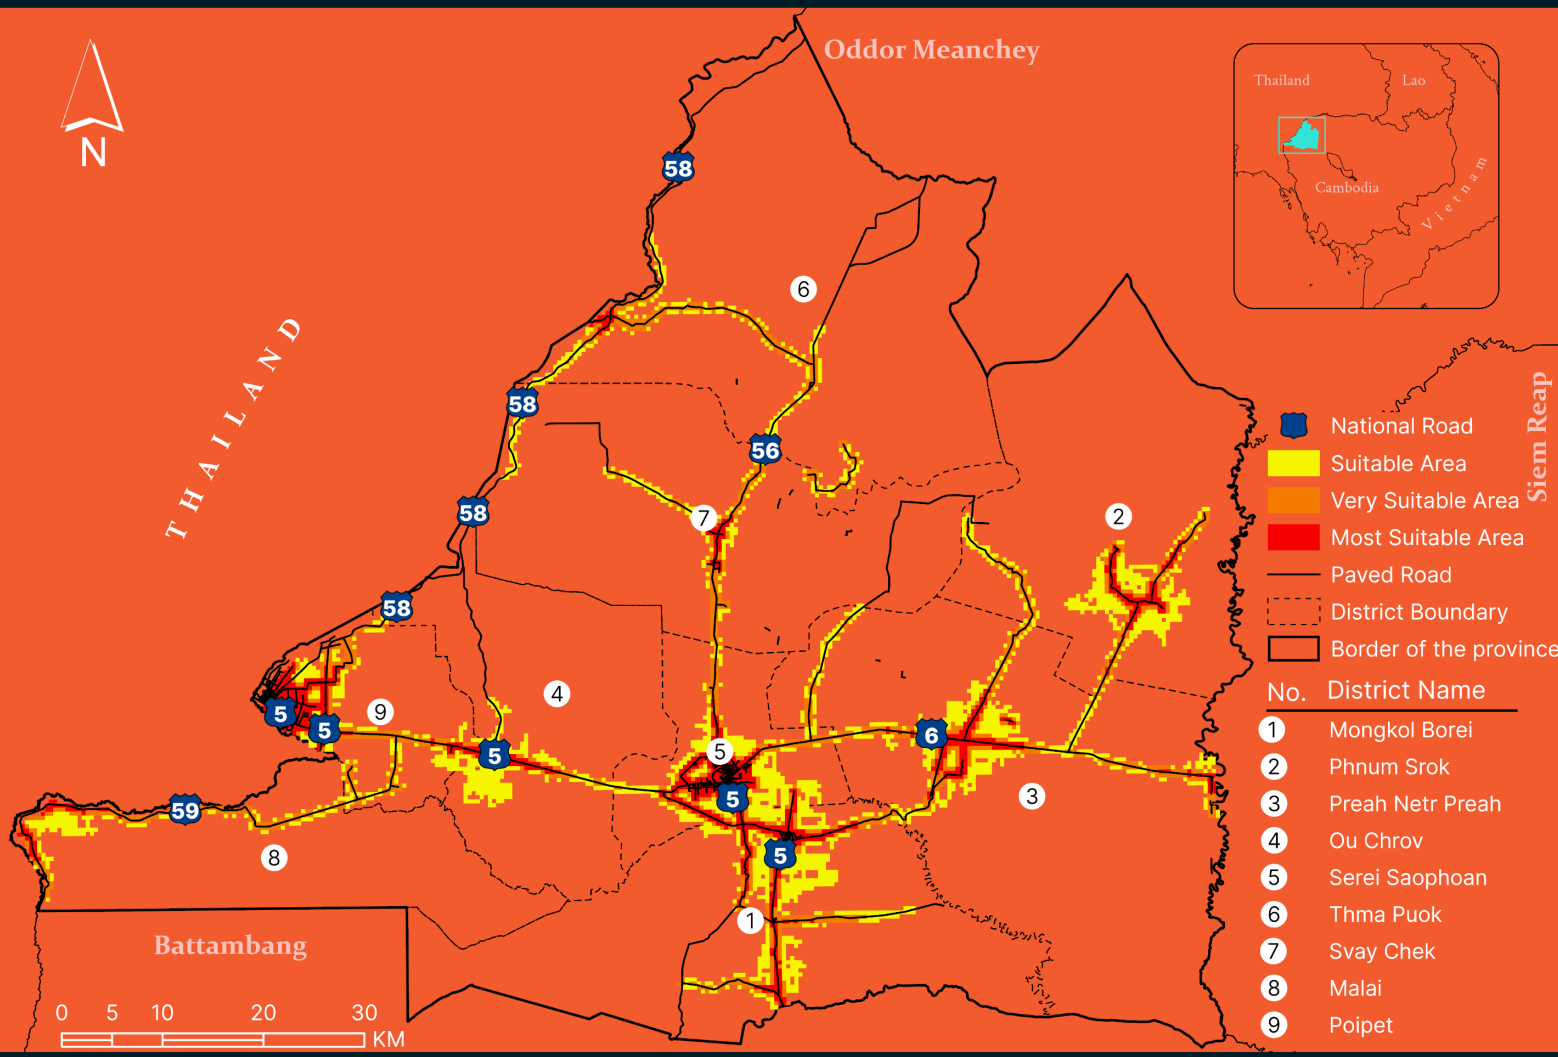 Oddor Meanchey
N
Thailand
Lao
Cambodia
Vietnam
58
6
THAILAND
58
56
58
7
2
58
Siem Reap
National Road
Suitable Area
Very Suitable Area
Most Suitable Area
Paved Road
District Boundary
Border of the province
5
5
9
4
5
5
6
5
3
59
8
5
1
Battambang
0 5 10 20 30
KM
No. District Name
1 Mongkol Borei
2 Phnum Srok
3 Preah Netr Preah
4 Ou Chrov
5 Serei Saophoan
6 Thma Puok
7 Svay Chek
8 Malai
9 Poipet